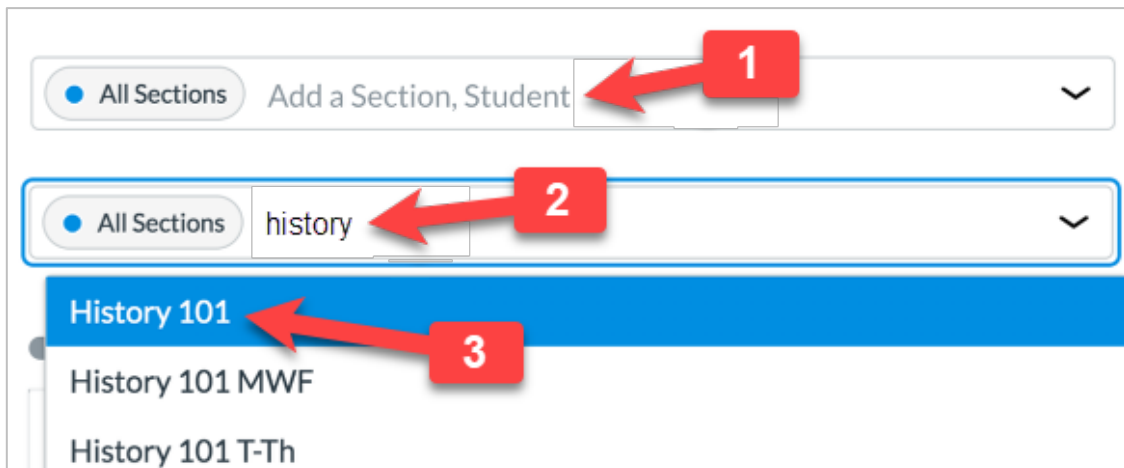 1
All Sections Add a Section, Student
2
All Sections history
History 101
3
History 101 MWF
History 101 T-Th